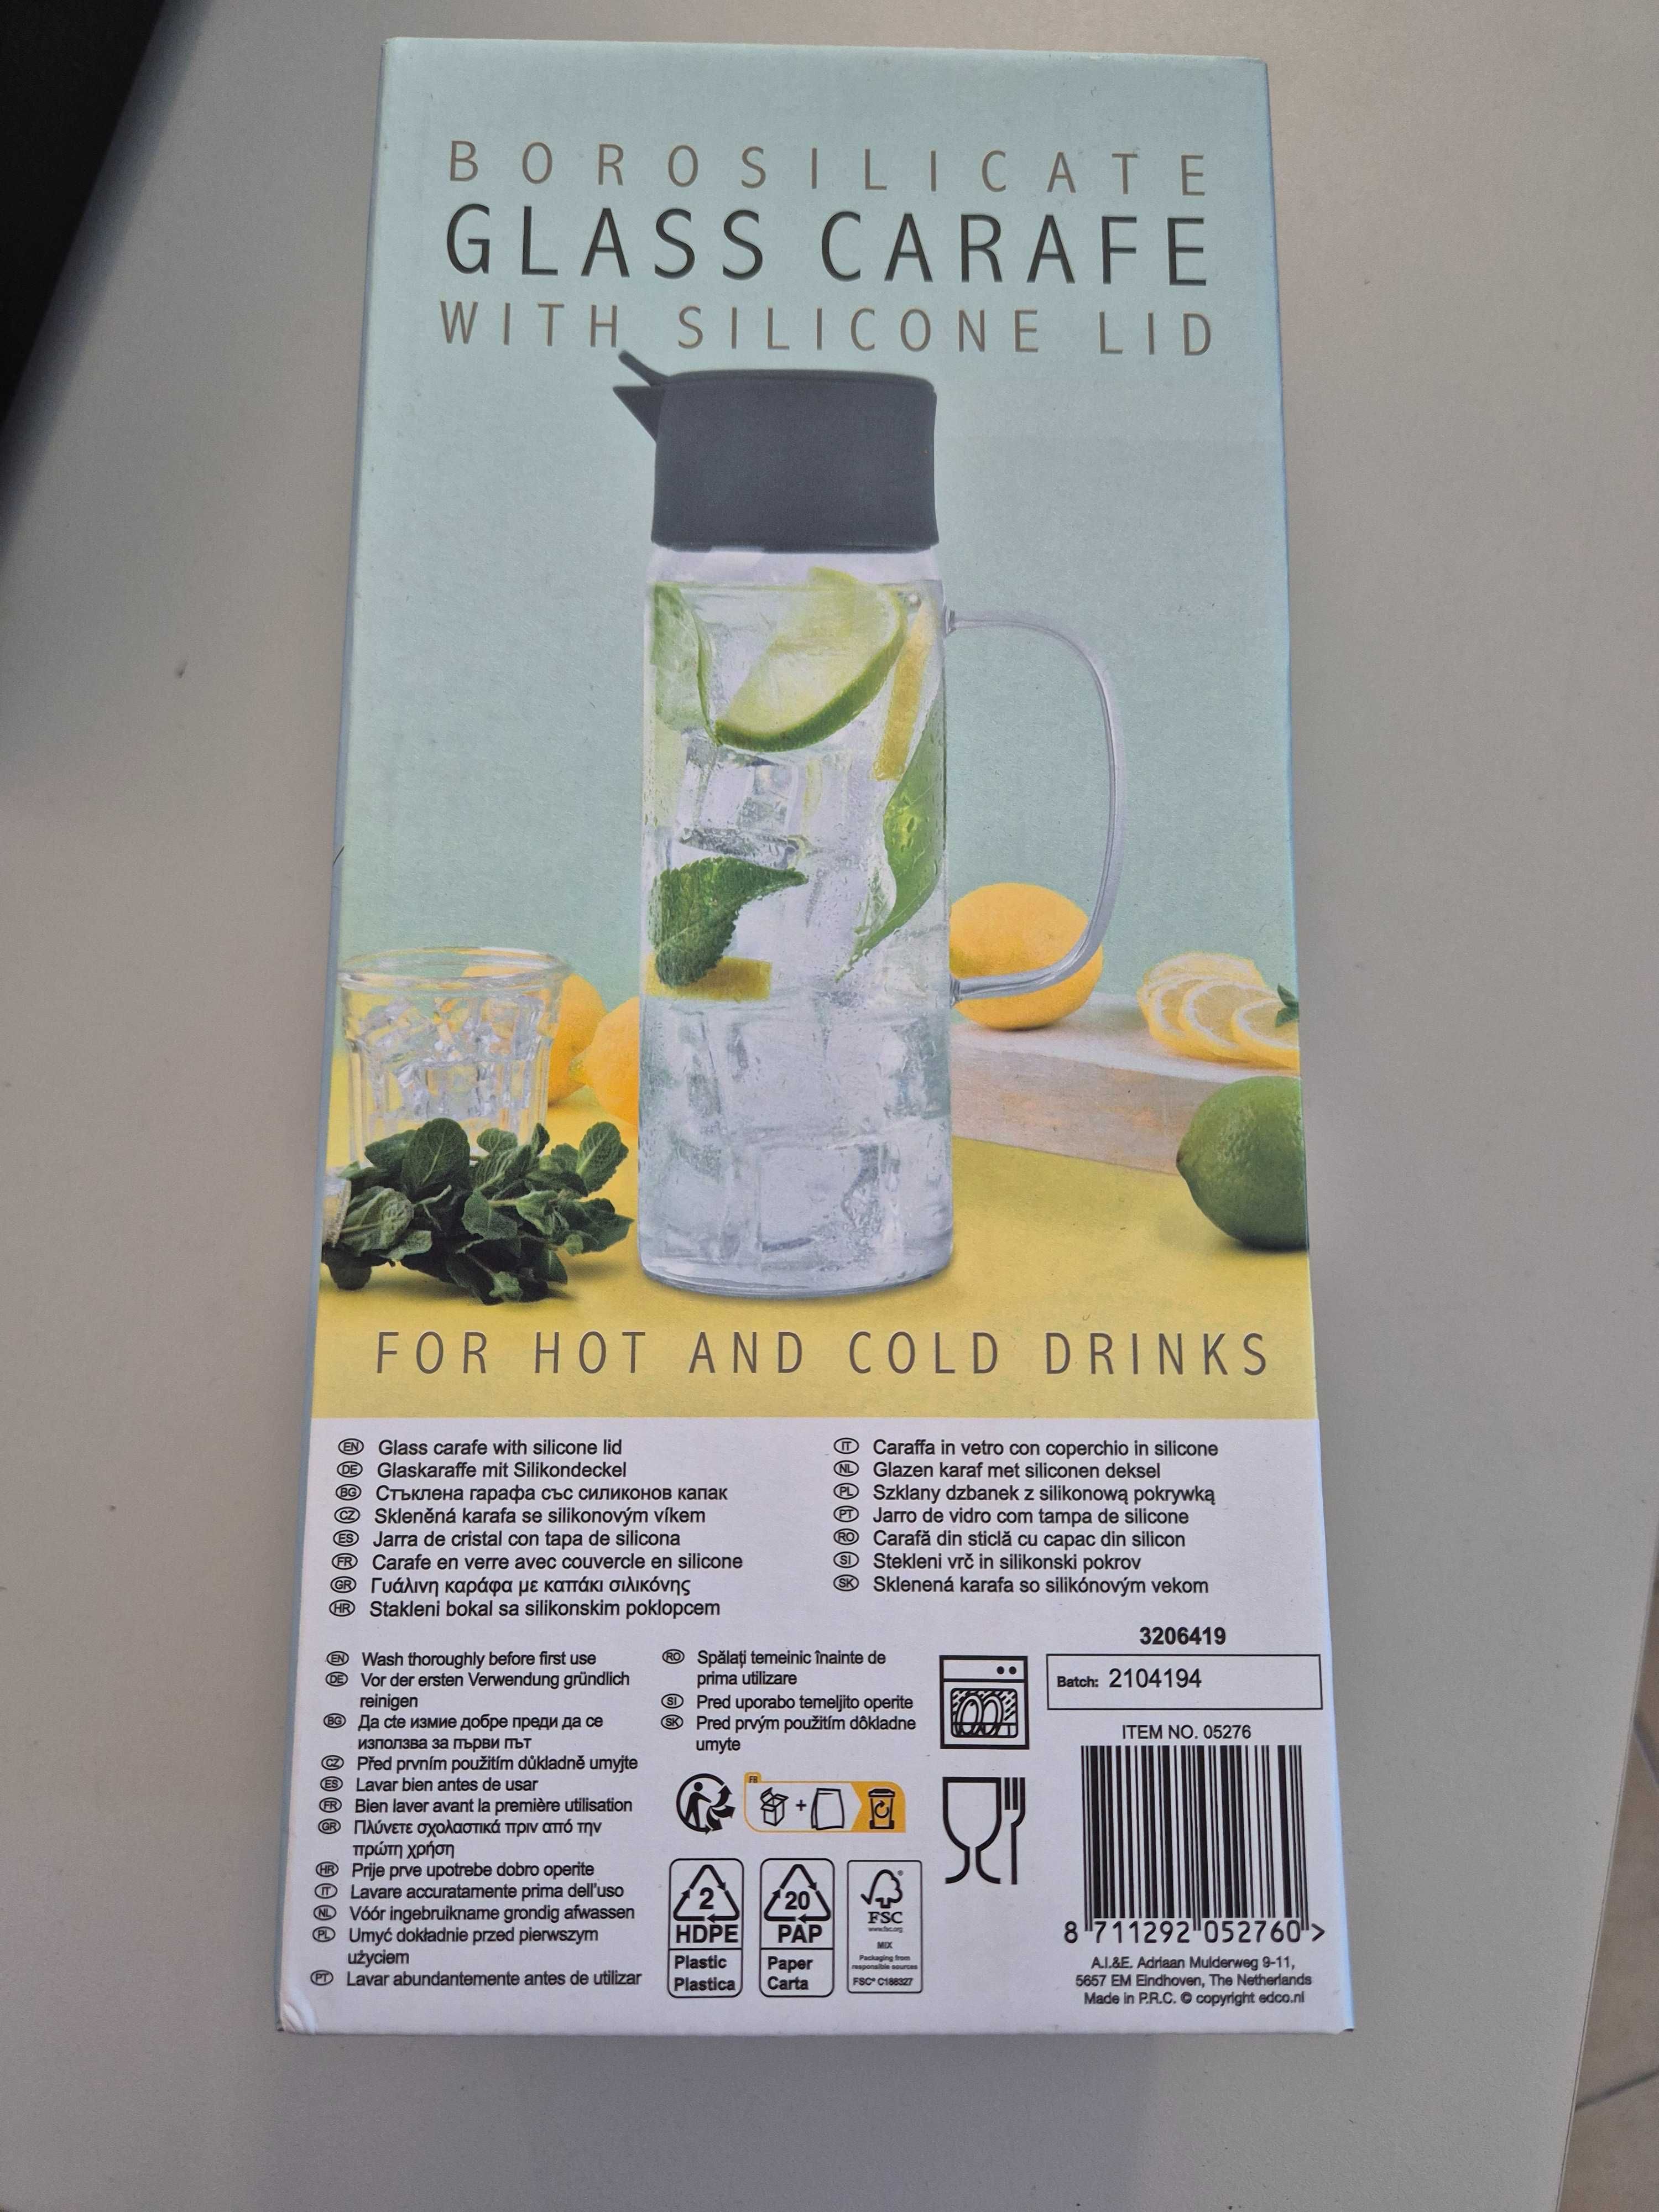 BOROSILICATE
GLASS CARAFE
WITH SILICONE LID
FOR HOT AND COLD DRINKS
EN Glass carafe with silicone lid
DE Glaskaraffe mit Silikondeckel
BG Стъклена гарафа със силиконов капак
CZ Skleněná karafa se silikonovým víkem
ES Jarra de cristal con tapa de silicona
FR Carafe en verre avec couvercle en silicone
GR Γυάλινη καράφα με καπάκι σιλικόνης
HR Stakleni bokal sa silikonskim poklopcem
IT Caraffa in vetro con coperchio in silicone
NL Glazen karaf met siliconen deksel
PL Szklany dzbanek z silikonową pokrywką
PT Jarro de vidro com tampa de silicone
RO Carafă din sticlă cu capac din silicon
SI Stekleni vrč in silikonski pokrov
SK Sklenená karafa so silikónovým vekom
EN Wash thoroughly before first use
DE Vor der ersten Verwendung gründlich
reinigen
BG Да cte измие добре преди да се
използва за първи път
CZ Před prvním použitím důkladně umyjte
ES Lavar bien antes de usar
FR Bien laver avant la première utilisation
GR Πλύνετε σχολαστικά πριν από την
πρώτη χρήση
HR Prije prve upotrebe dobro operite
IT Lavare accuratamente prima dell'uso
NL Vóór ingebruikname grondig afwassen
PL Umyć dokładnie przed pierwszym
użyciem
PT Lavar abundantemente antes de utilizar
RO Spălați temeinic înainte de
prima utilizare
SI Pred uporabo temeljito operite
SK Pred prvým použitím dôkladne
umyte
FR
+
2
HDPE
Plastic
Plastica
20
PAP
Paper
Carta
FSC®
www.fsc.org
MIX
Packaging from
responsible sources
FSC® C188327
3206419
Batch: 2104194
ITEM NO. 05276
8 711292 052760 >
A.I.&E. Adriaan Mulderweg 9-11,
5657 EM Eindhoven, The Netherlands
Made in P.R.C. © copyright edco.nl